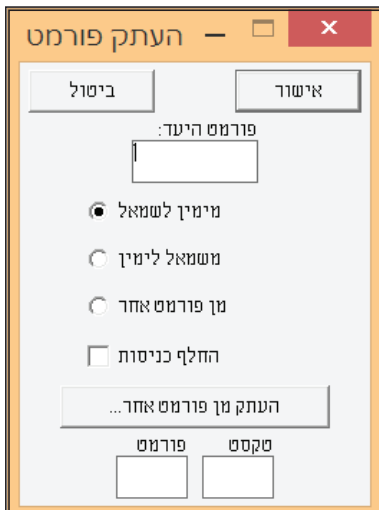 העתק פורמט
אישור ביטול
פורמט היעד:
1
מימין לשמאל
משמאל לימין
מן פורמט אחר
החלף כניסות
העתק מן פורמט אחר...
טקסט פורמט